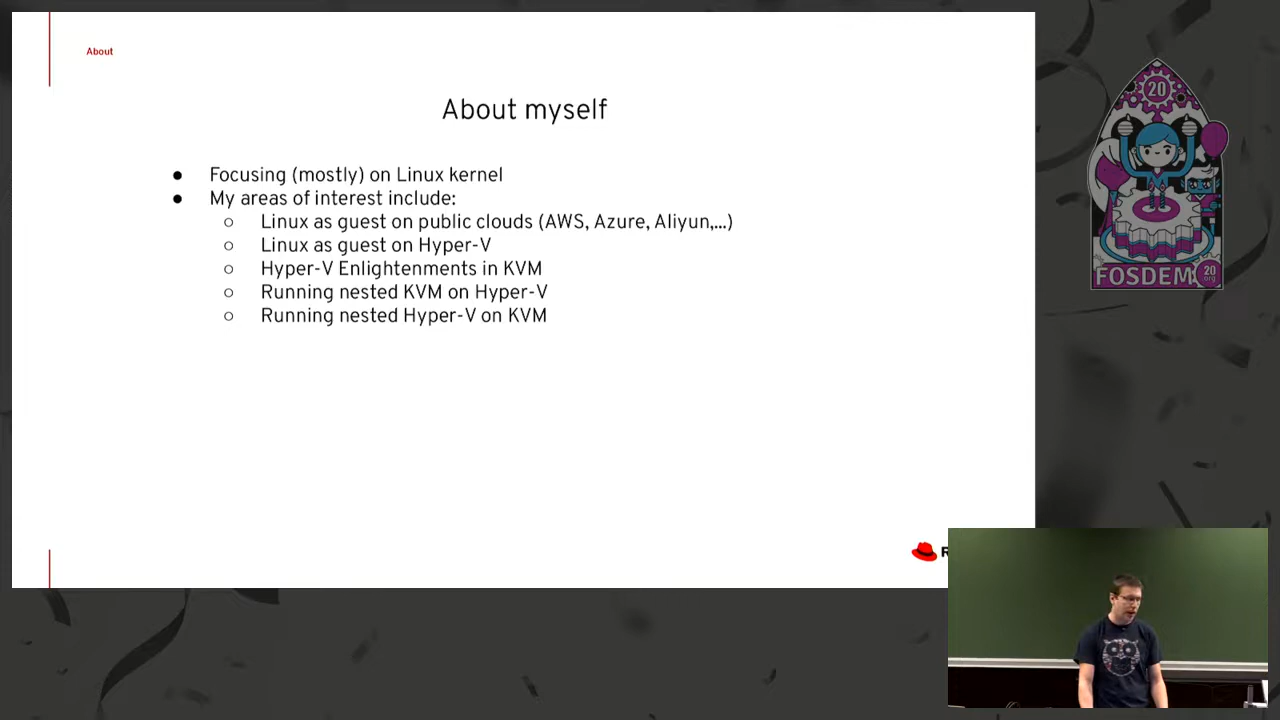 About
About myself
● Focusing (mostly) on Linux kernel
● My areas of interest include:
○ Linux as guest on public clouds (AWS, Azure, Aliyun,...)
○ Linux as guest on Hyper-V
○ Hyper-V Enlightenments in KVM
○ Running nested KVM on Hyper-V
○ Running nested Hyper-V on KVM
20
FOSDEM
20
org